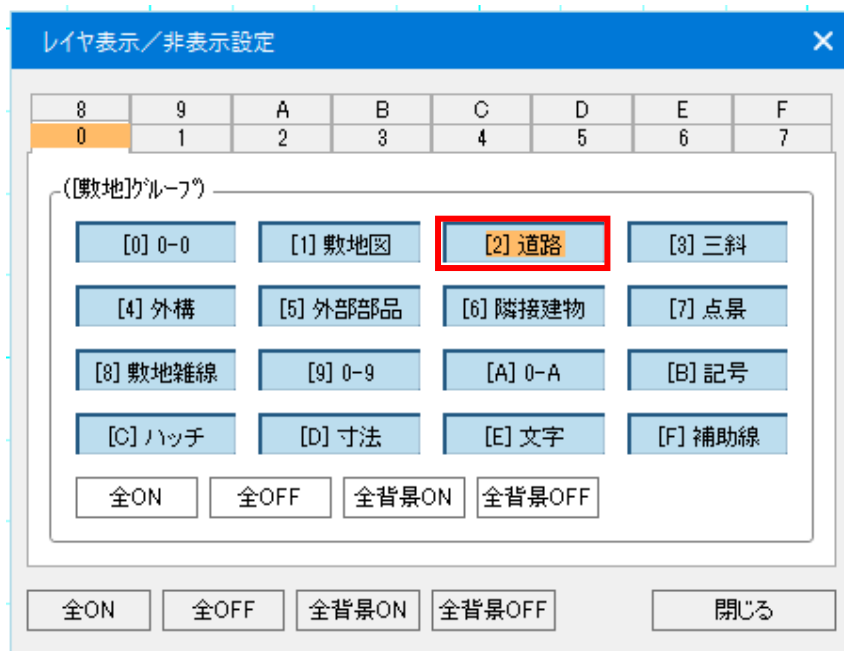 レイヤ表示／非表示設定
8 9 A B C D E F
0 1 2 3 4 5 6 7
([敷地]ｸﾞﾙｰﾌﾟ)
[0] 0-0 [1] 敷地図 [2] 道路 [3] 三斜
[4] 外構 [5] 外部部品 [6] 隣接建物 [7] 点景
[8] 敷地雑線 [9] 0-9 [A] 0-A [B] 記号
[C] ハッチ [D] 寸法 [E] 文字 [F] 補助線
全ON 全OFF 全背景ON 全背景OFF
全ON 全OFF 全背景ON 全背景OFF 閉じる